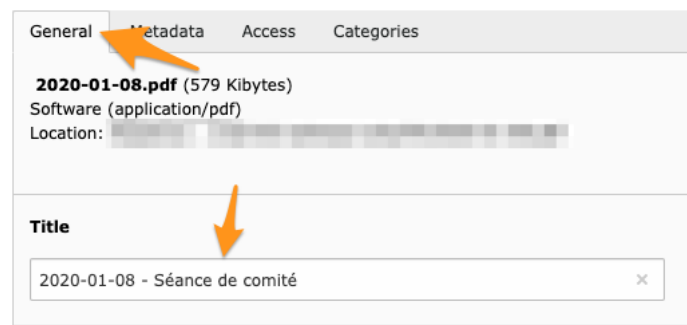 General Metadata Access Categories
2020-01-08.pdf (579 Kibytes)
Software (application/pdf)
Location:
Title
2020-01-08 - Séance de comité ×